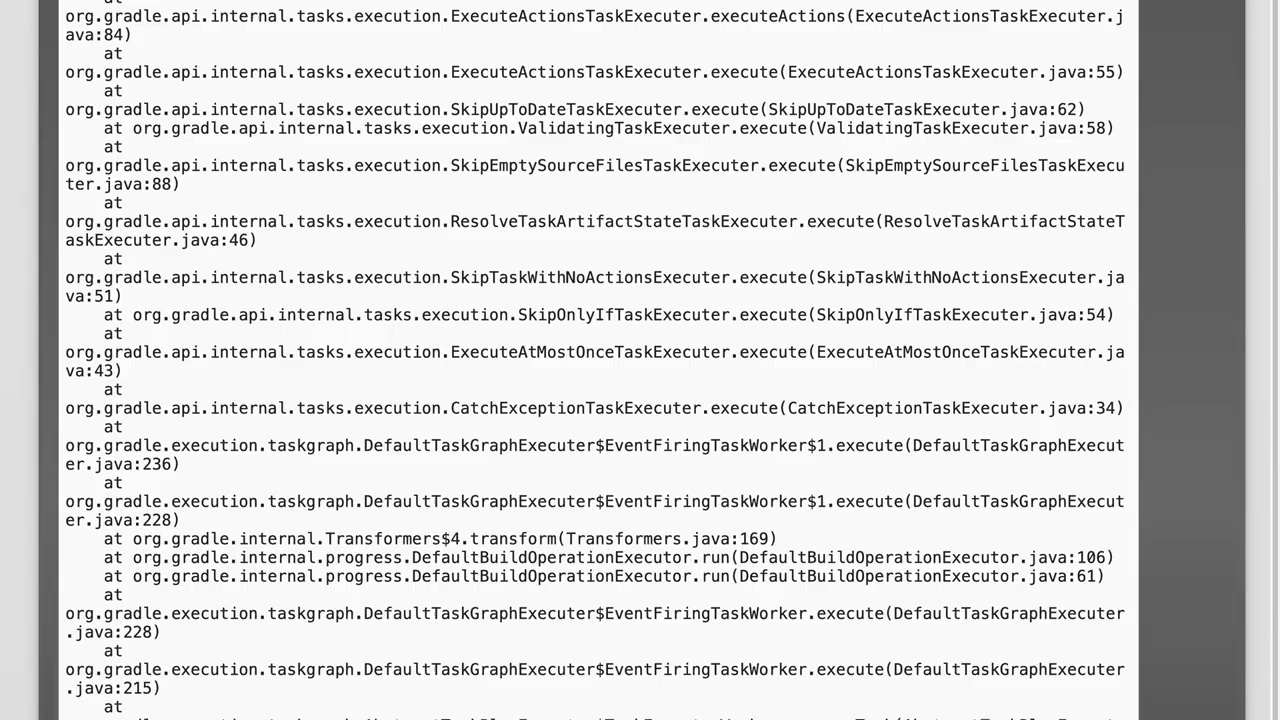 at
org.gradle.api.internal.tasks.execution.ExecuteActionsTaskExecuter.executeActions(ExecuteActionsTaskExecuter.j
ava:84)
at
org.gradle.api.internal.tasks.execution.ExecuteActionsTaskExecuter.execute(ExecuteActionsTaskExecuter.java:55)
at
org.gradle.api.internal.tasks.execution.SkipUpToDateTaskExecuter.execute(SkipUpToDateTaskExecuter.java:62)
at org.gradle.api.internal.tasks.execution.ValidatingTaskExecuter.execute(ValidatingTaskExecuter.java:58)
at
org.gradle.api.internal.tasks.execution.SkipEmptySourceFilesTaskExecuter.execute(SkipEmptySourceFilesTaskExecu
ter.java:88)
at
org.gradle.api.internal.tasks.execution.ResolveTaskArtifactStateTaskExecuter.execute(ResolveTaskArtifactStateT
askExecuter.java:46)
at
org.gradle.api.internal.tasks.execution.SkipTaskWithNoActionsExecuter.execute(SkipTaskWithNoActionsExecuter.ja
va:51)
at org.gradle.api.internal.tasks.execution.SkipOnlyIfTaskExecuter.execute(SkipOnlyIfTaskExecuter.java:54)
at
org.gradle.api.internal.tasks.execution.ExecuteAtMostOnceTaskExecuter.execute(ExecuteAtMostOnceTaskExecuter.ja
va:43)
at
org.gradle.api.internal.tasks.execution.CatchExceptionTaskExecuter.execute(CatchExceptionTaskExecuter.java:34)
at
org.gradle.execution.taskgraph.DefaultTaskGraphExecuter$EventFiringTaskWorker$1.execute(DefaultTaskGraphExecut
er.java:236)
at
org.gradle.execution.taskgraph.DefaultTaskGraphExecuter$EventFiringTaskWorker$1.execute(DefaultTaskGraphExecut
er.java:228)
at org.gradle.internal.Transformers$4.transform(Transformers.java:169)
at org.gradle.internal.progress.DefaultBuildOperationExecutor.run(DefaultBuildOperationExecutor.java:106)
at org.gradle.internal.progress.DefaultBuildOperationExecutor.run(DefaultBuildOperationExecutor.java:61)
at
org.gradle.execution.taskgraph.DefaultTaskGraphExecuter$EventFiringTaskWorker.execute(DefaultTaskGraphExecuter
.java:228)
at
org.gradle.execution.taskgraph.DefaultTaskGraphExecuter$EventFiringTaskWorker.execute(DefaultTaskGraphExecuter
.java:215)
at